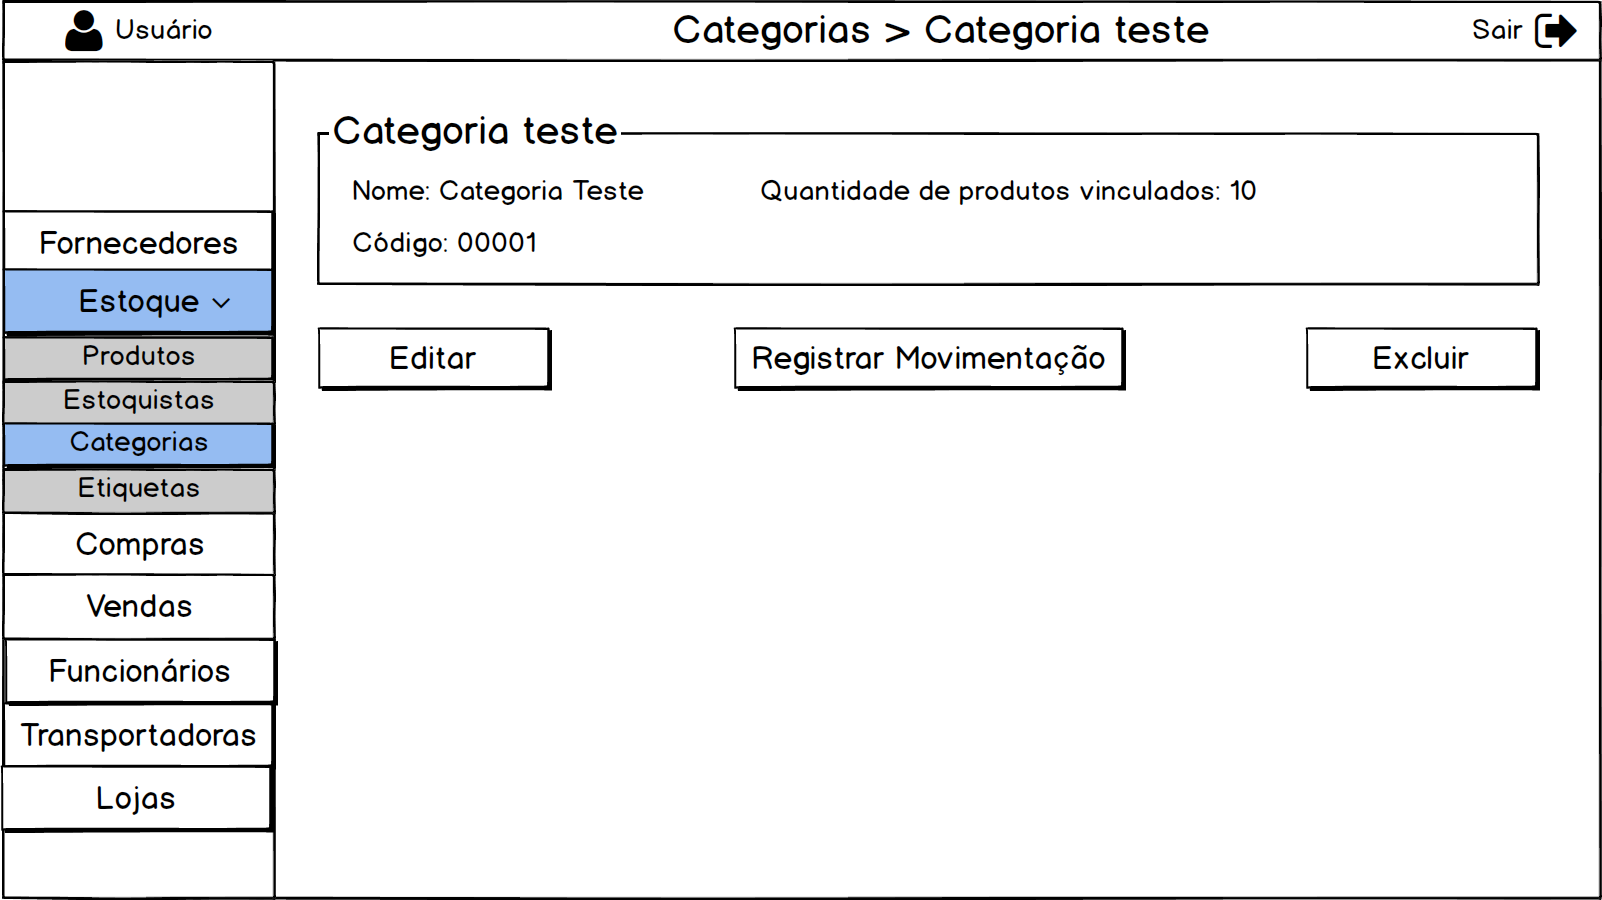 Usuário
Categorias > Categoria teste
Sair
Fornecedores
Estoque
Produtos
Estoquistas
Categorias
Etiquetas
Compras
Vendas
Funcionários
Transportadoras
Lojas
Categoria teste
Nome: Categoria Teste
Quantidade de produtos vinculados: 10
Código: 00001
Editar
Registrar Movimentação
Excluir